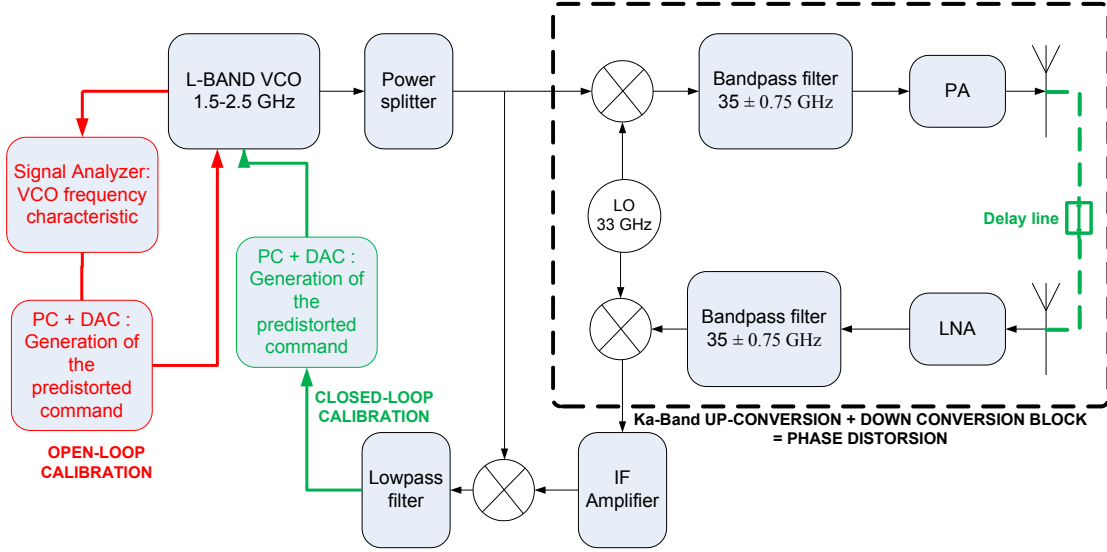 L-BAND VCO
1.5-2.5 GHz
Power
splitter
Bandpass filter
35 ± 0.75 GHz
PA
Signal Analyzer:
VCO frequency
characteristic
LO
33 GHz
Delay line
PC + DAC :
Generation of
the
predistorted
command
PC + DAC :
Generation of
the
predistorted
command
Bandpass filter
35 ± 0.75 GHz
LNA
CLOSED-LOOP
CALIBRATION
Ka-Band UP-CONVERSION + DOWN CONVERSION BLOCK
= PHASE DISTORSION
OPEN-LOOP
CALIBRATION
Lowpass
filter
IF
Amplifier